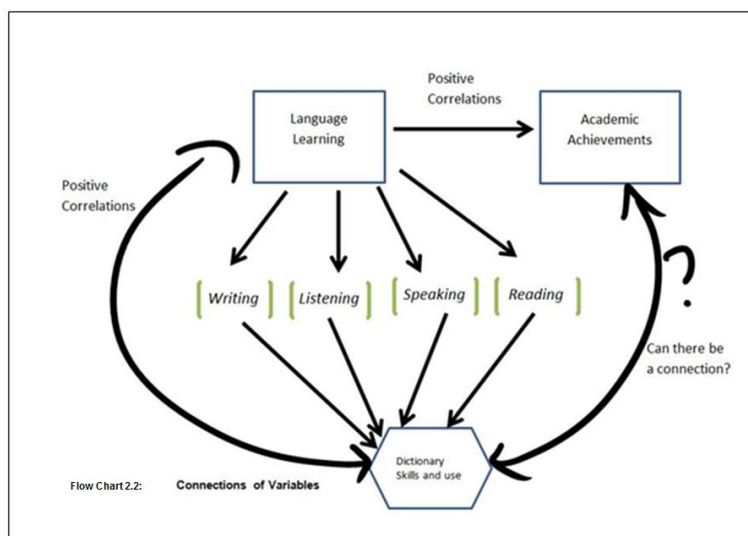 Positive
Correlations
Language
Learning
Academic
Achievements
Positive
Correlations
?
Writing
Listening
Speaking
Reading
Can there be
a connection?
Dictionary
Skills and use
Flow Chart 2.2: Connections of Variables